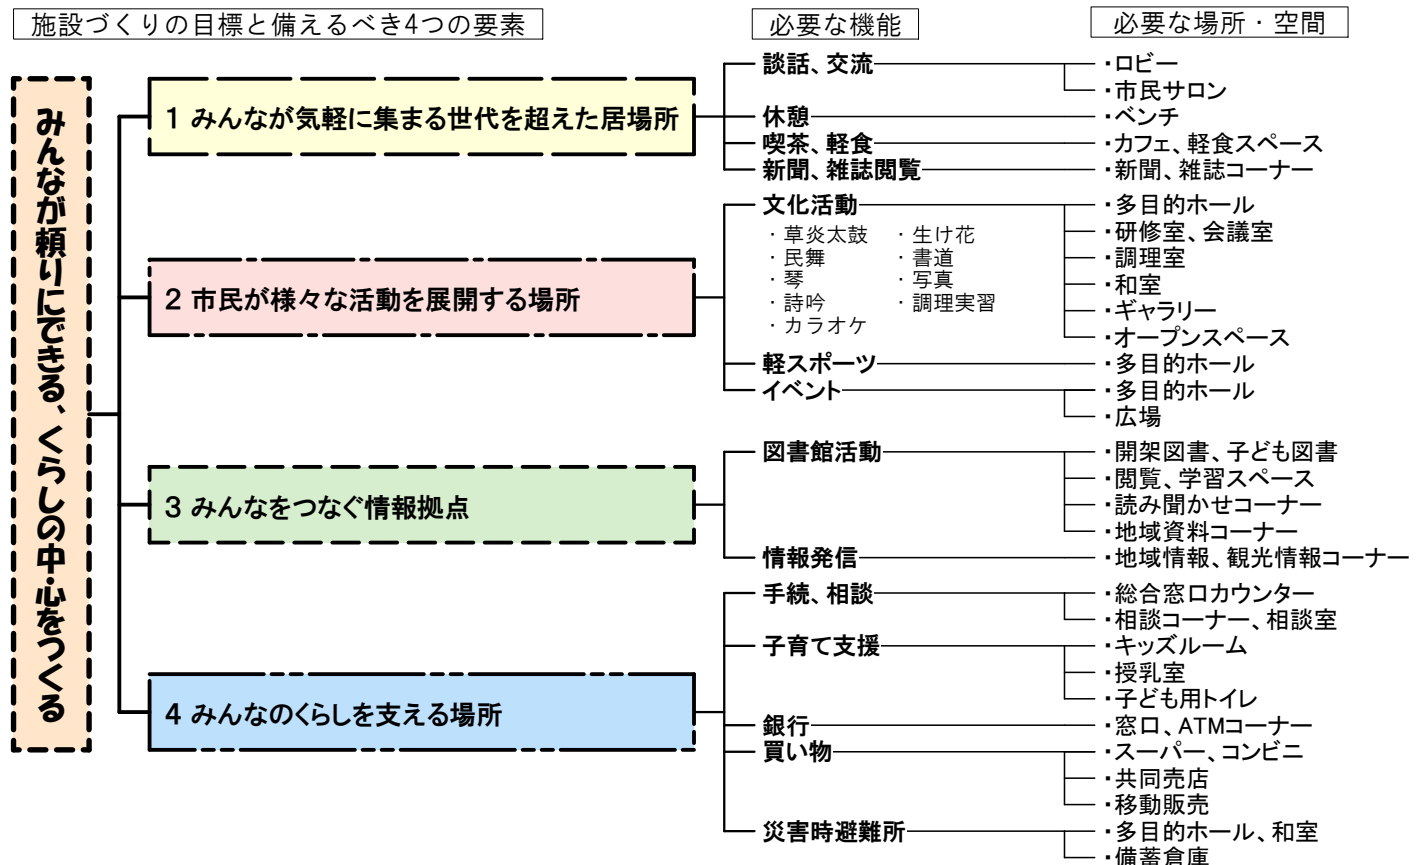 施設づくりの目標と備えるべき4つの要素
必要な機能
必要な場所・空間
みんなが頼りにできる、くらしの中心をつくる
1 みんなが気軽に集まる世代を超えた居場所
談話、交流
・ロビー
・市民サロン
休憩
・ベンチ
喫茶、軽食
・カフェ、軽食スペース
新聞、雑誌閲覧
・新聞、雑誌コーナー
2 市民が様々な活動を展開する場所
文化活動
・草炎太鼓
・民舞
・琴
・詩吟
・カラオケ
・生け花
・書道
・写真
・調理実習
・多目的ホール
・研修室、会議室
・調理室
・和室
・ギャラリー
・オープンスペース
軽スポーツ
・多目的ホール
イベント
・多目的ホール
・広場
3 みんなをつなぐ情報拠点
図書館活動
・開架図書、子ども図書
・閲覧、学習スペース
・読み聞かせコーナー
・地域資料コーナー
情報発信
・地域情報、観光情報コーナー
4 みんなのくらしを支える場所
手続、相談
・総合窓口カウンター
・相談コーナー、相談室
子育て支援
・キッズルーム
・授乳室
・子ども用トイレ
銀行
・窓口、ATMコーナー
買い物
・スーパー、コンビニ
・共同売店
・移動販売
災害時避難所
・多目的ホール、和室
・備蓄倉庫